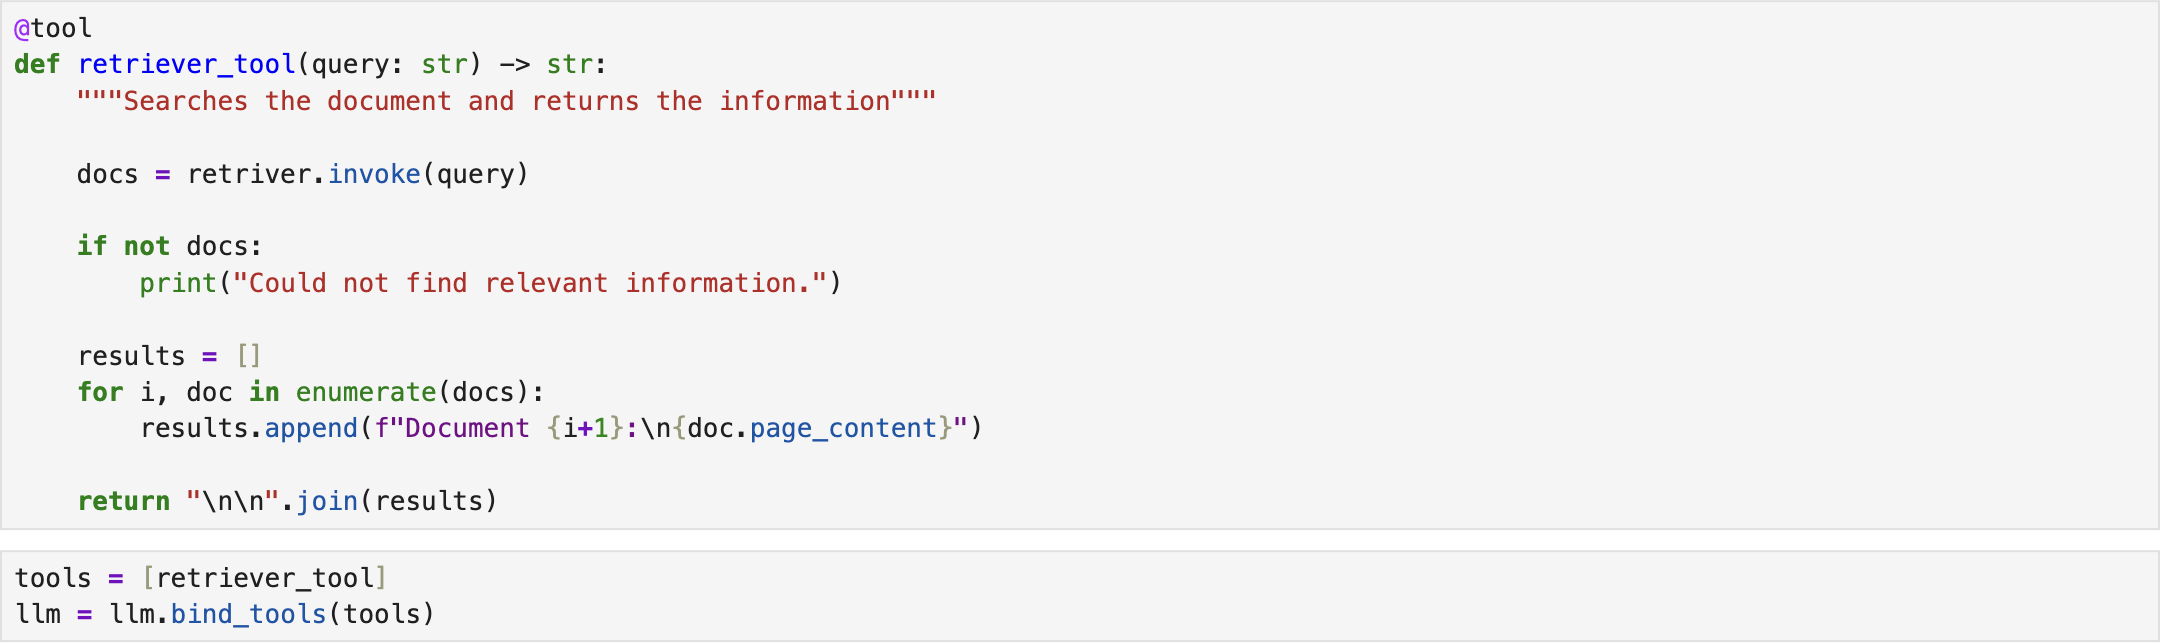 @tool
def retriever_tool(query: str) -> str:
    """Searches the document and returns the information"""
    docs = retriver.invoke(query)
    if not docs:
        print("Could not find relevant information.")
    results = []
    for i, doc in enumerate(docs):
        results.append(f"Document {i+1}:\n{doc.page_content}")
    return "\n\n".join(results)
tools = [retriever_tool]
llm = llm.bind_tools(tools)